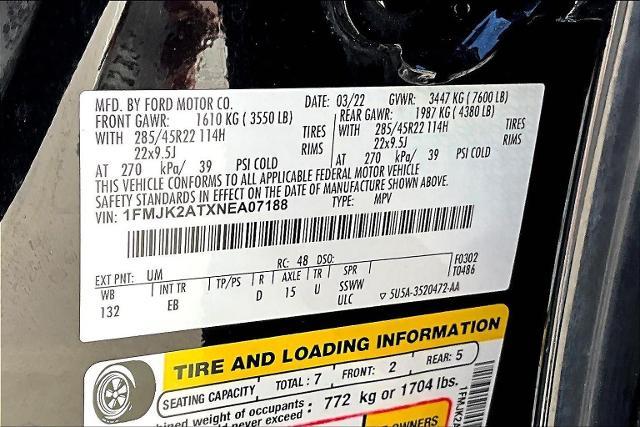 MFD. BY FORD MOTOR CO. DATE: 03/22 GVWR: 3447 KG (7600 LB)
FRONT GAWR: 1610 KG (3550 LB) REAR GAWR: 1987 KG (4380 LB)
WITH 285/45R22 114H TIRES WITH 285/45R22 114H TIRES
22x9.5J RIMS 22x9.5J RIMS
AT 270 kPa/ 39 PSI COLD AT 270 kPa/ 39 PSI COLD
THIS VEHICLE CONFORMS TO ALL APPLICABLE FEDERAL MOTOR VEHICLE
SAFETY STANDARDS IN EFFECT ON THE DATE OF MANUFACTURE SHOWN ABOVE.
VIN: 1FMJK2ATXNEA07188 TYPE: MPV
EXT PNT: UM RC: 48 DSO: F0302
WB INT TR TP/PS R AXLE TR SPR T0486
132 EB D 15 U SSWW
ULC ▽ 5U5A-3520472-AA
TIRE AND LOADING INFORMATION
SEATING CAPACITY TOTAL: 7 FRONT: 2 REAR: 5
weight of occupants
never exceed: 772 kg or 1704 lbs.
OWNERS